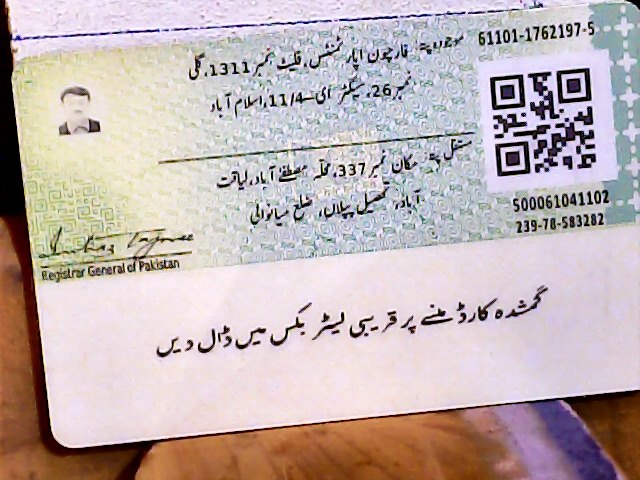 61101-1762197-5
موجودہ پتہ: فارچون اپارٹمنٹس، فلیٹ نمبر 1311، گلی
نمبر 26، سیکٹر ای-11/4، اسلام آباد
مستقل پتہ: مکان نمبر 337، محلہ مصطفیٰ آباد، لیاقت
آباد، تحصیل پپلاں، ضلع میانوالی
500061041102
239-78-583282
Registrar General of Pakistan
گمشدہ کارڈ ملنے پر قریبی لیٹر بکس میں ڈال دیں